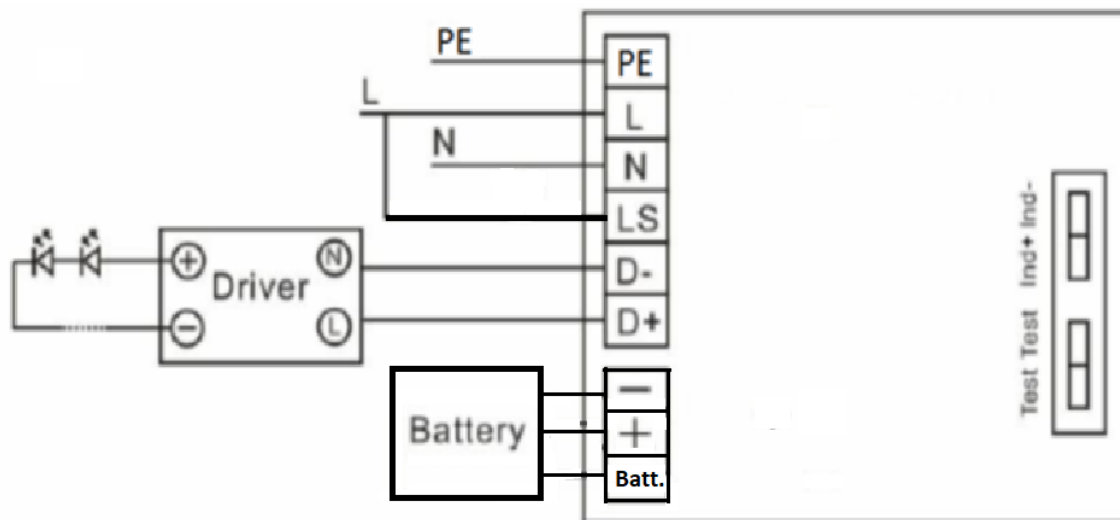 PE
PE
L
L
N
N
LS
+
N
D-
Driver
-
L
D+
Battery
-
+
Batt.
Test Test Ind+ Ind-